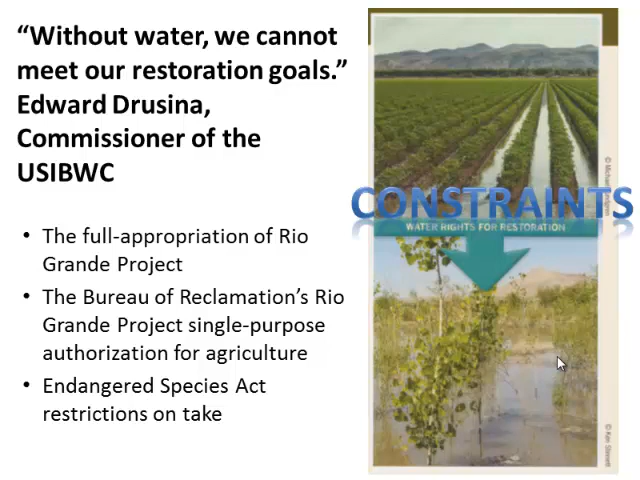 “Without water, we cannot
meet our restoration goals.”
Edward Drusina,
Commissioner of the
USIBWC
• The full-appropriation of Rio
Grande Project
• The Bureau of Reclamation’s Rio
Grande Project single-purpose
authorization for agriculture
• Endangered Species Act
restrictions on take
CONSTRAINTS
WATER RIGHTS FOR RESTORATION